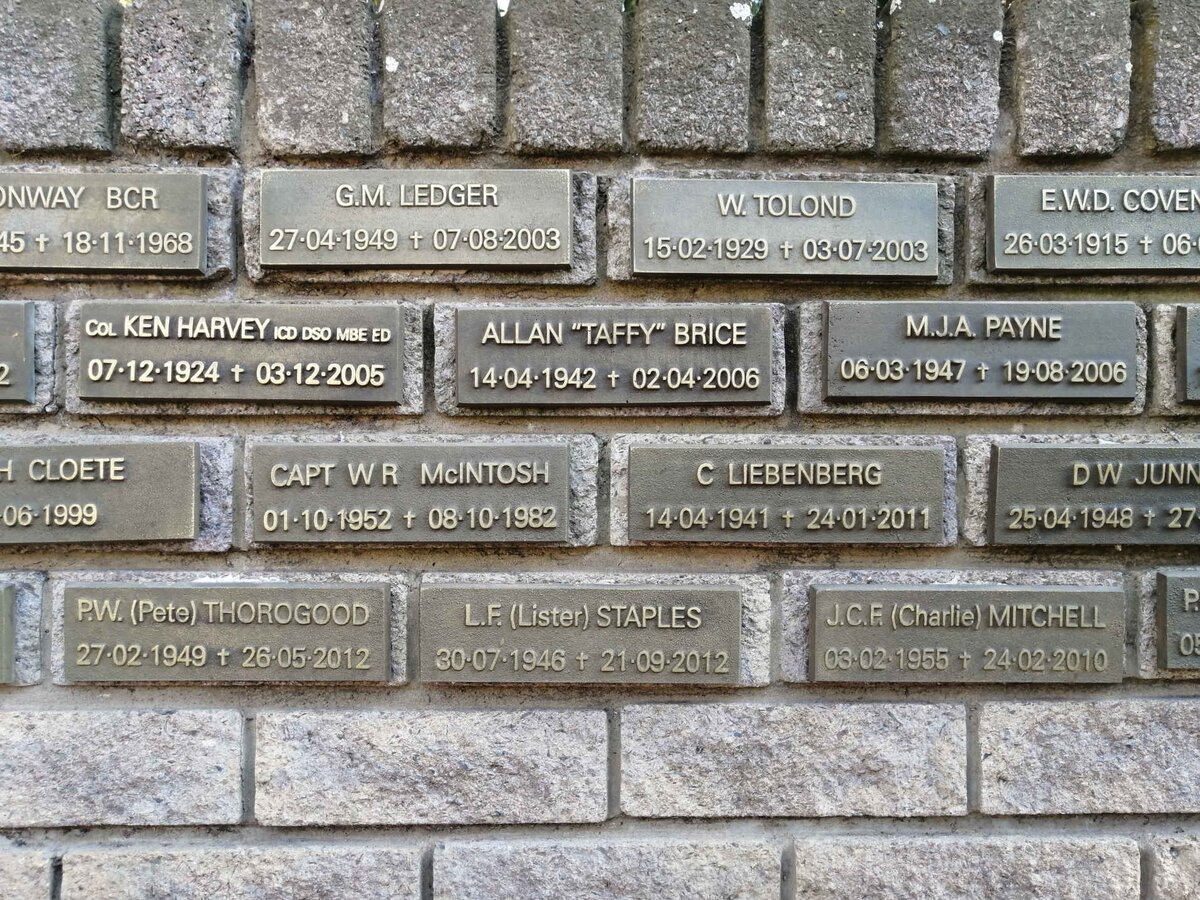 ONWAY BCR
45 † 18·11·1968
G.M. LEDGER
27·04·1949 † 07·08·2003
W. TOLOND
15·02·1929 † 03·07·2003
E.W.D. COVEN
26·03·1915 † 06·
2
COL KEN HARVEY ICD DSO MBE ED
07·12·1924 † 03·12·2005
ALLAN "TAFFY" BRICE
14·04·1942 † 02·04·2006
M.J.A. PAYNE
06·03·1947 † 19·08·2006
H CLOETE
·06·1999
CAPT W R McINTOSH
01·10·1952 † 08·10·1982
C LIEBENBERG
14·04·1941 † 24·01·2011
D W JUNN
25·04·1948 † 27·
P.W. (Pete) THOROGOOD
27·02·1949 † 26·05·2012
L.F. (Lister) STAPLES
30·07·1946 † 21·09·2012
J.C.F. (Charlie) MITCHELL
03·02·1955 † 24·02·2010
P.